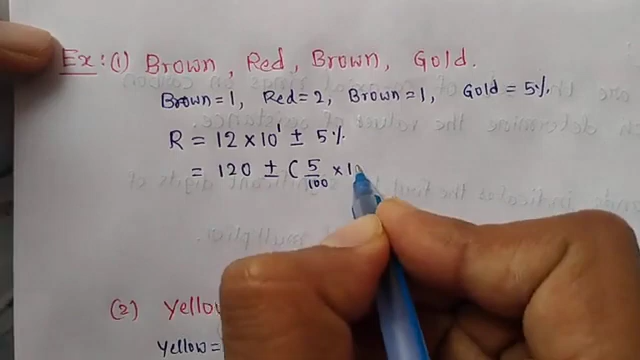 Ex: (1) Brown, Red, Brown, Gold.
Brown = 1, Red = 2, Brown = 1, Gold = 5%.
R = 12 × 10¹ ± 5%.
= 120 ± ( 5/100 × 1
(2) Yellow
Yellow =